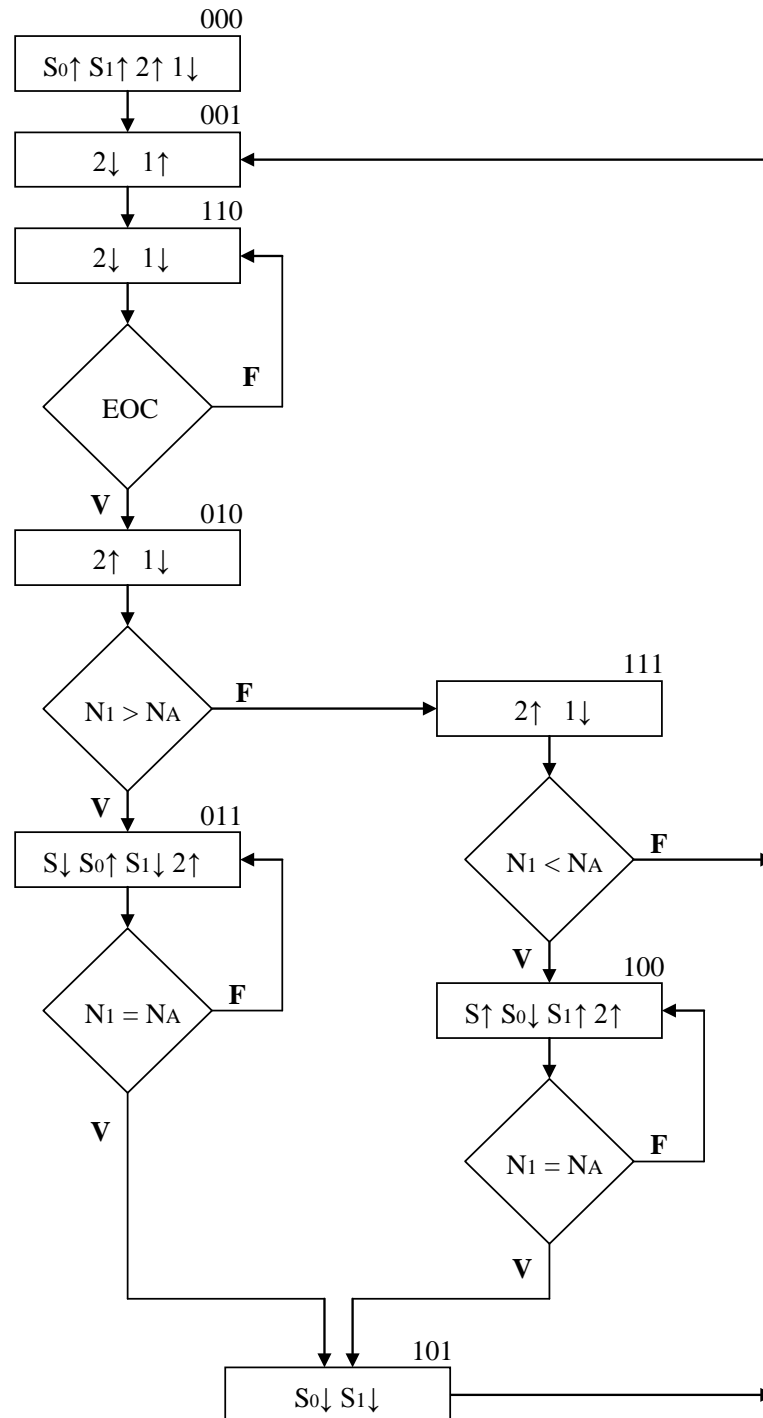 000
S0↑ S1↑ 2↑ 1↓
001
2↓ 1↑
110
2↓ 1↓
EOC
F
V
010
2↑ 1↓
N1 > NA
F
V
111
2↑ 1↓
N1 < NA
F
V
011
S↓ S0↑ S1↓ 2↑
N1 = NA
F
V
100
S↑ S0↓ S1↑ 2↑
N1 = NA
F
V
101
S0↓ S1↓